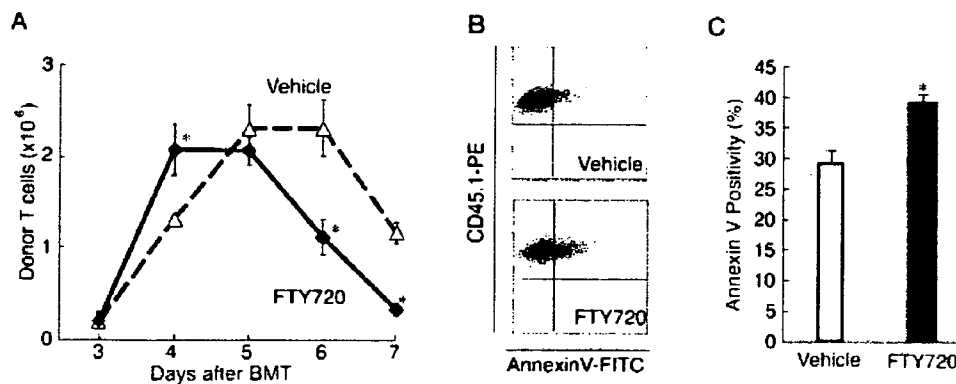 A
Donor T cells (x10⁶)
3
2
1
0
Vehicle
*
*
*
FTY720
3 4 5 6 7
Days after BMT
B
CD45.1-PE
Vehicle
FTY720
AnnexinV-FITC
C
Annexin V Positivity (%)
45
40
35
30
25
20
15
10
5
0
*
Vehicle FTY720